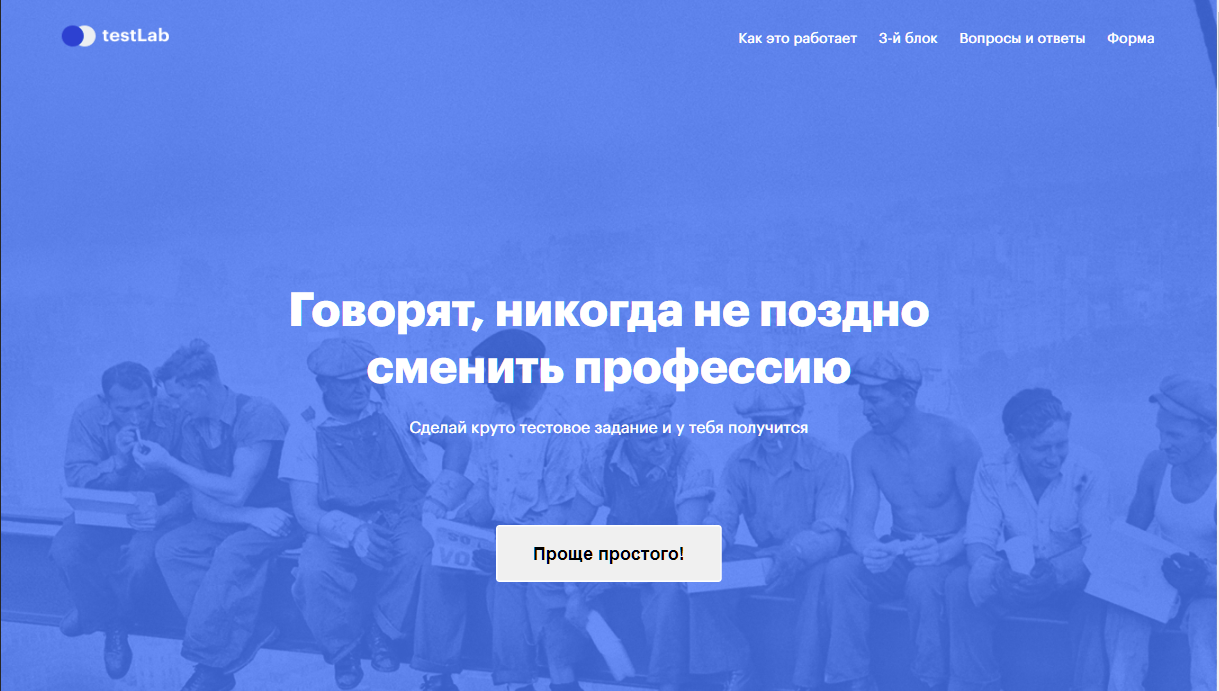 testLab
Как это работает
3-й блок
Вопросы и ответы
Форма
Говорят, никогда не поздно
сменить профессию
Сделай круто тестовое задание и у тебя получится
Проще простого!